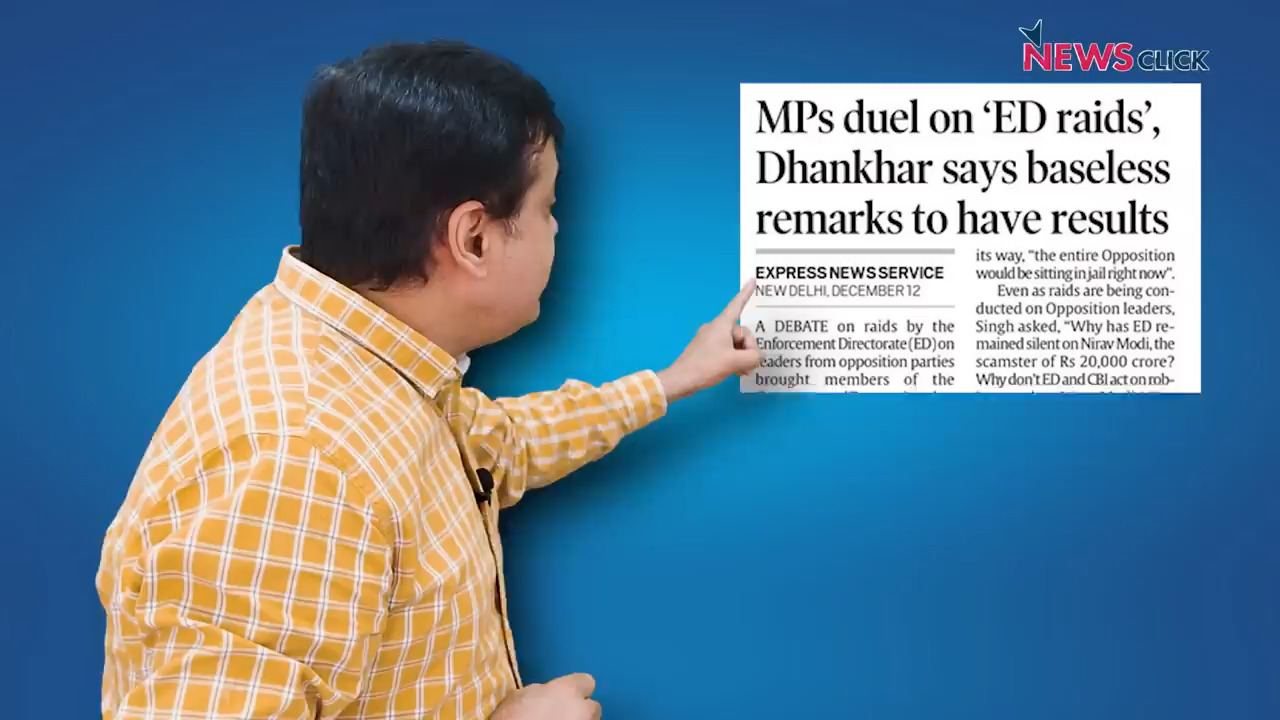 NEWSCLICK
MPs duel on ‘ED raids’,
Dhankhar says baseless
remarks to have results
EXPRESS NEWS SERVICE
NEW DELHI, DECEMBER 12
A DEBATE on raids by the
Enforcement Directorate (ED) on
leaders from opposition parties
brought members of the
its way, “the entire Opposition
would be sitting in jail right now”.
Even as raids are being con-
ducted on Opposition leaders,
Singh asked, “Why has ED re-
mained silent on Nirav Modi, the
scamster of Rs 20,000 crore?
Why don’t ED and CBI act on rob-